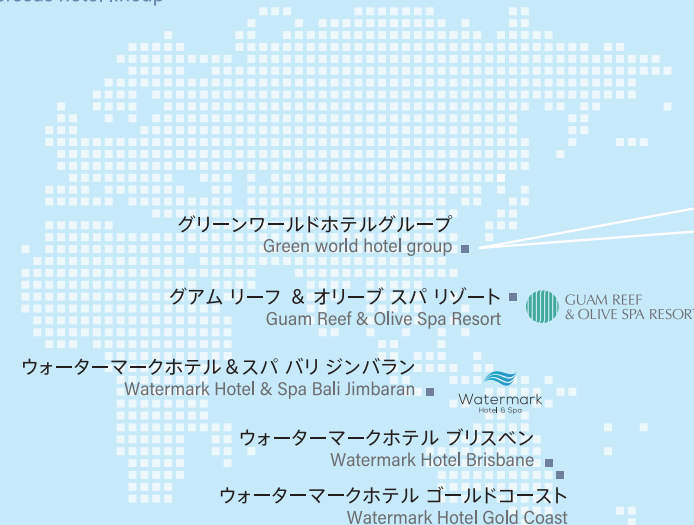 hotel lineup
グリーンワールドホテルグループ
Green world hotel group
グアム リーフ & オリーブ スパ リゾート
Guam Reef & Olive Spa Resort
GUAM REEF
& OLIVE SPA RESORT
ウォーターマークホテル&スパ バリ ジンバラン
Watermark Hotel & Spa Bali Jimbaran
Watermark
Hotel & Spa
ウォーターマークホテル ブリスベン
Watermark Hotel Brisbane
ウォーターマークホテル ゴールドコースト
Watermark Hotel Gold Coast